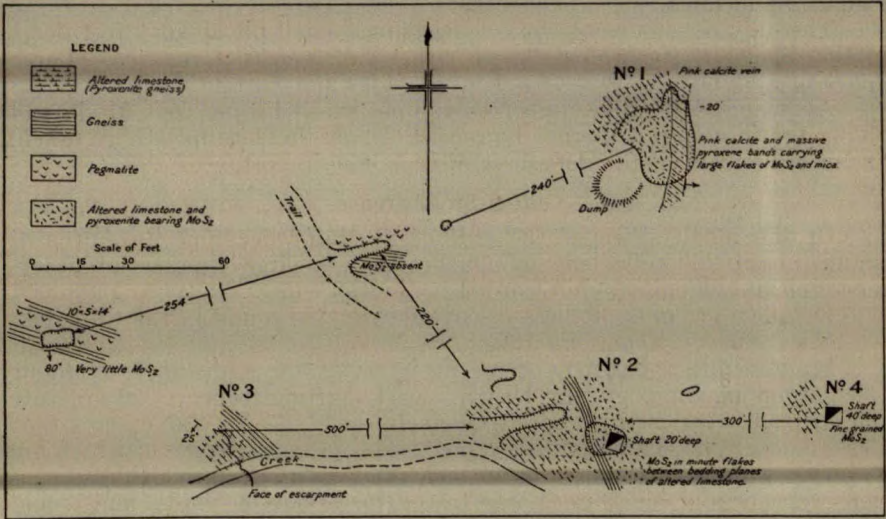 LEGEND
Altered limestone
(Pyroxenite gneiss)
Gneiss
Pegmatite
Altered limestone and
pyroxenite bearing MoS₂
Scale of Feet
0 15 30 60
Nº 1
Pink calcite vein
-20'
Pink calcite and massive
pyroxene bands carrying
large flakes of MoS₂ and mica.
Dump
240'
Trail
MoS₂ absent
254'
220'
10'×5'×14'
80° Very little MoS₂
Nº 3
25°
300'
Creek
Face of escarpment
Nº 2
Shaft 20' deep
MoS₂ in minute flakes
between bedding planes
of altered limestone.
300'
Nº 4
Shaft
40' deep
Fine grained
MoS₂